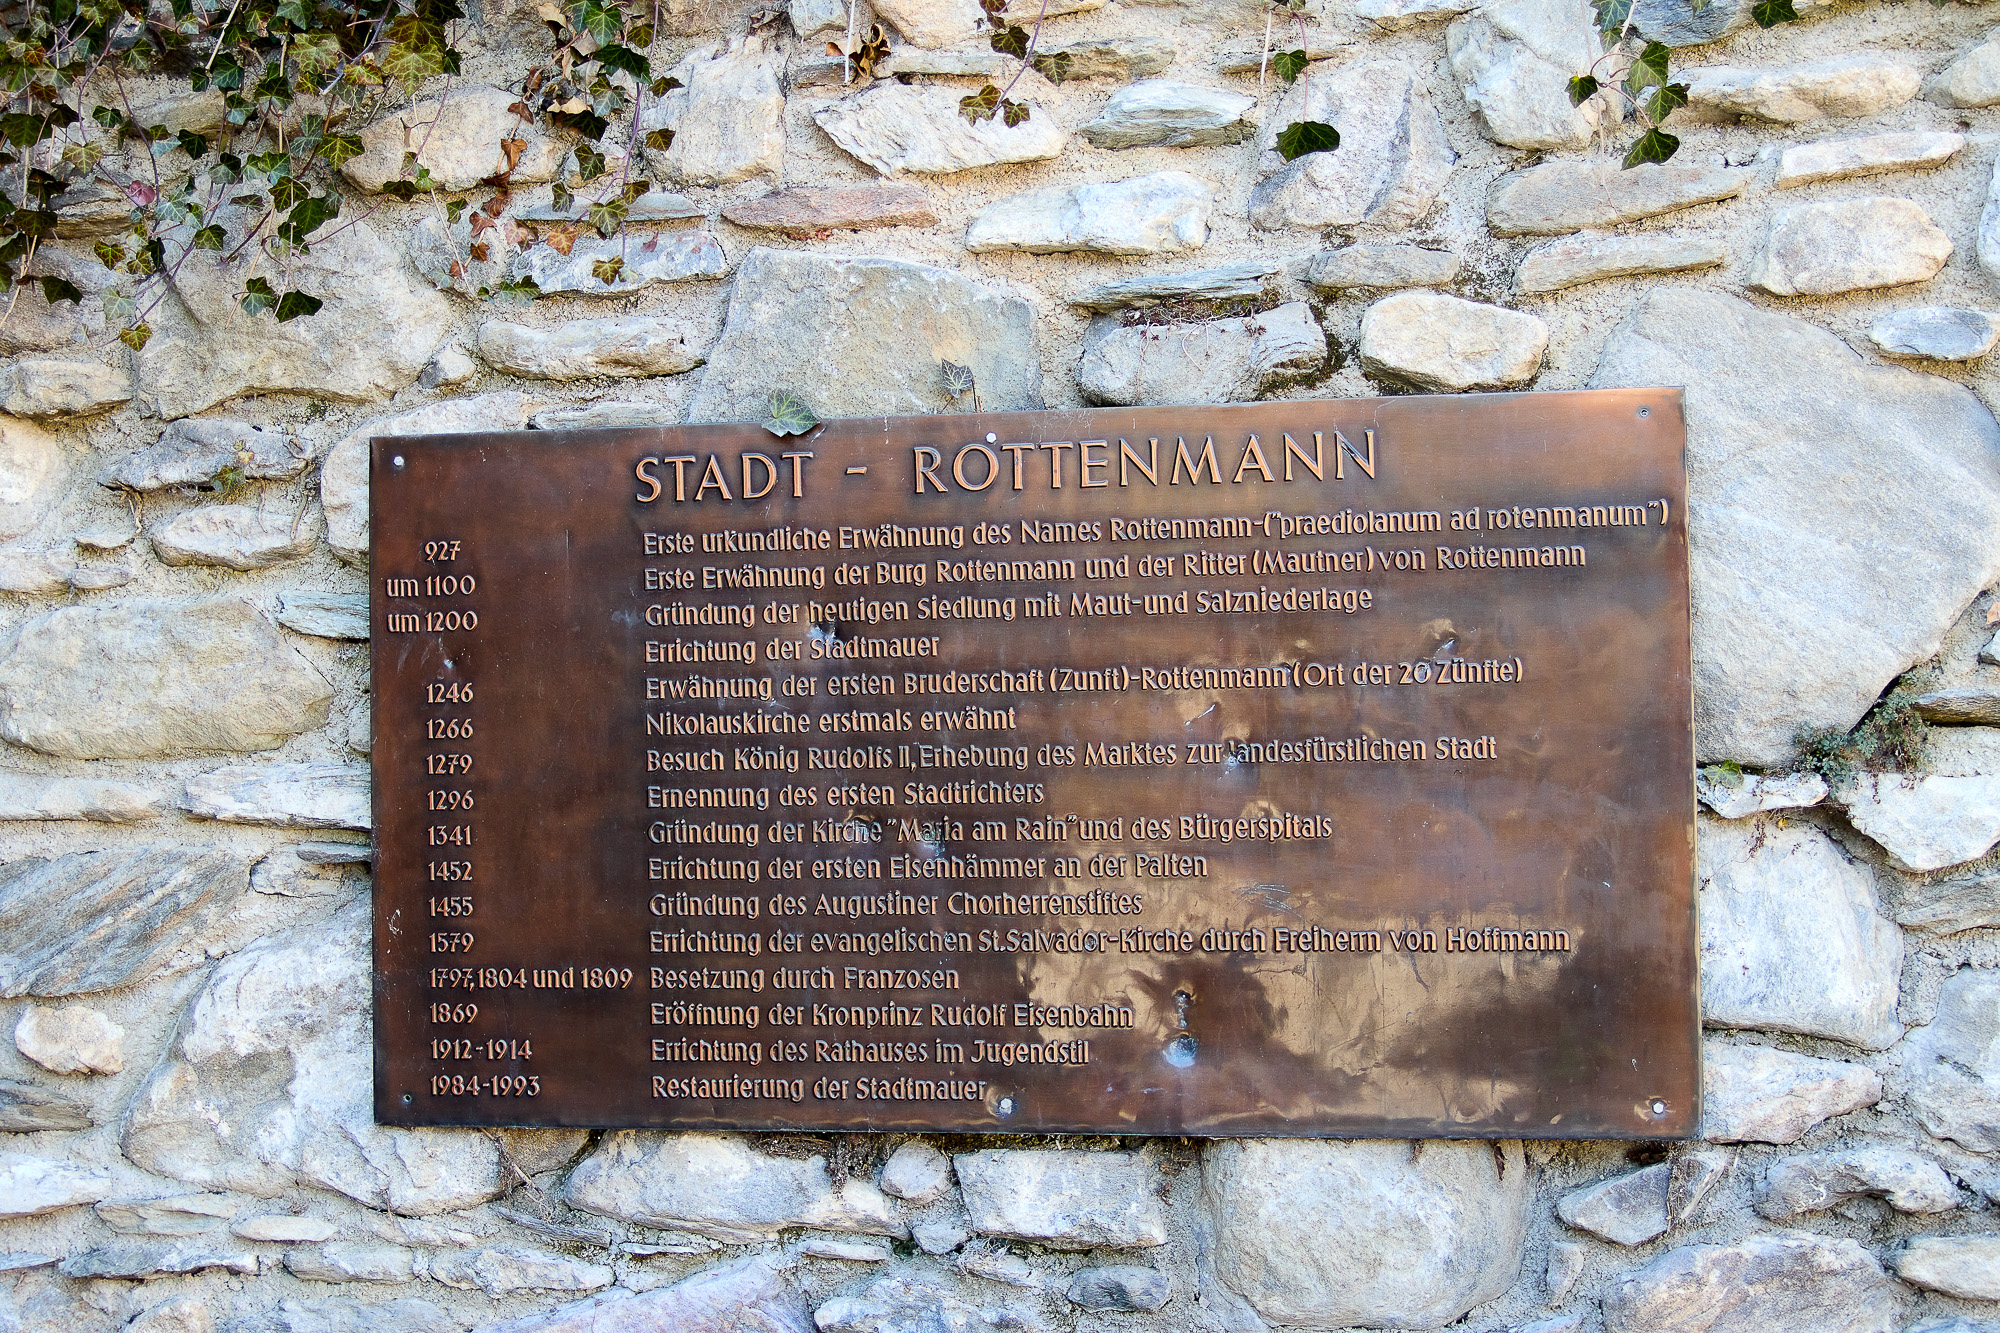 STADT - ROTTENMANN
927 Erste urkundliche Erwähnung des Names Rottenmann-("praediolanum ad rotenmanum")
um 1100 Erste Erwähnung der Burg Rottenmann und der Ritter (Mautner) von Rottenmann
um 1200 Gründung der heutigen Siedlung mit Maut-und Salzniederlage
Errichtung der Stadtmauer
1246 Erwähnung der ersten Bruderschaft (Zunft)-Rottenmann (Ort der 20 Zünfte)
1266 Nikolauskirche erstmals erwähnt
1279 Besuch König Rudolfs II, Erhebung des Marktes zur landesfürstlichen Stadt
1296 Ernennung des ersten Stadtrichters
1341 Gründung der Kirche "Maria am Rain" und des Bürgerspitals
1452 Errichtung der ersten Eisenhämmer an der Palten
1455 Gründung des Augustiner Chorherrenstiftes
1579 Errichtung der evangelischen St. Salvador-Kirche durch Freiherrn von Hoffmann
1797, 1804 und 1809 Besetzung durch Franzosen
1869 Eröffnung der Kronprinz Rudolf Eisenbahn
1912-1914 Errichtung des Rathauses im Jugendstil
1984-1993 Restaurierung der Stadtmauer